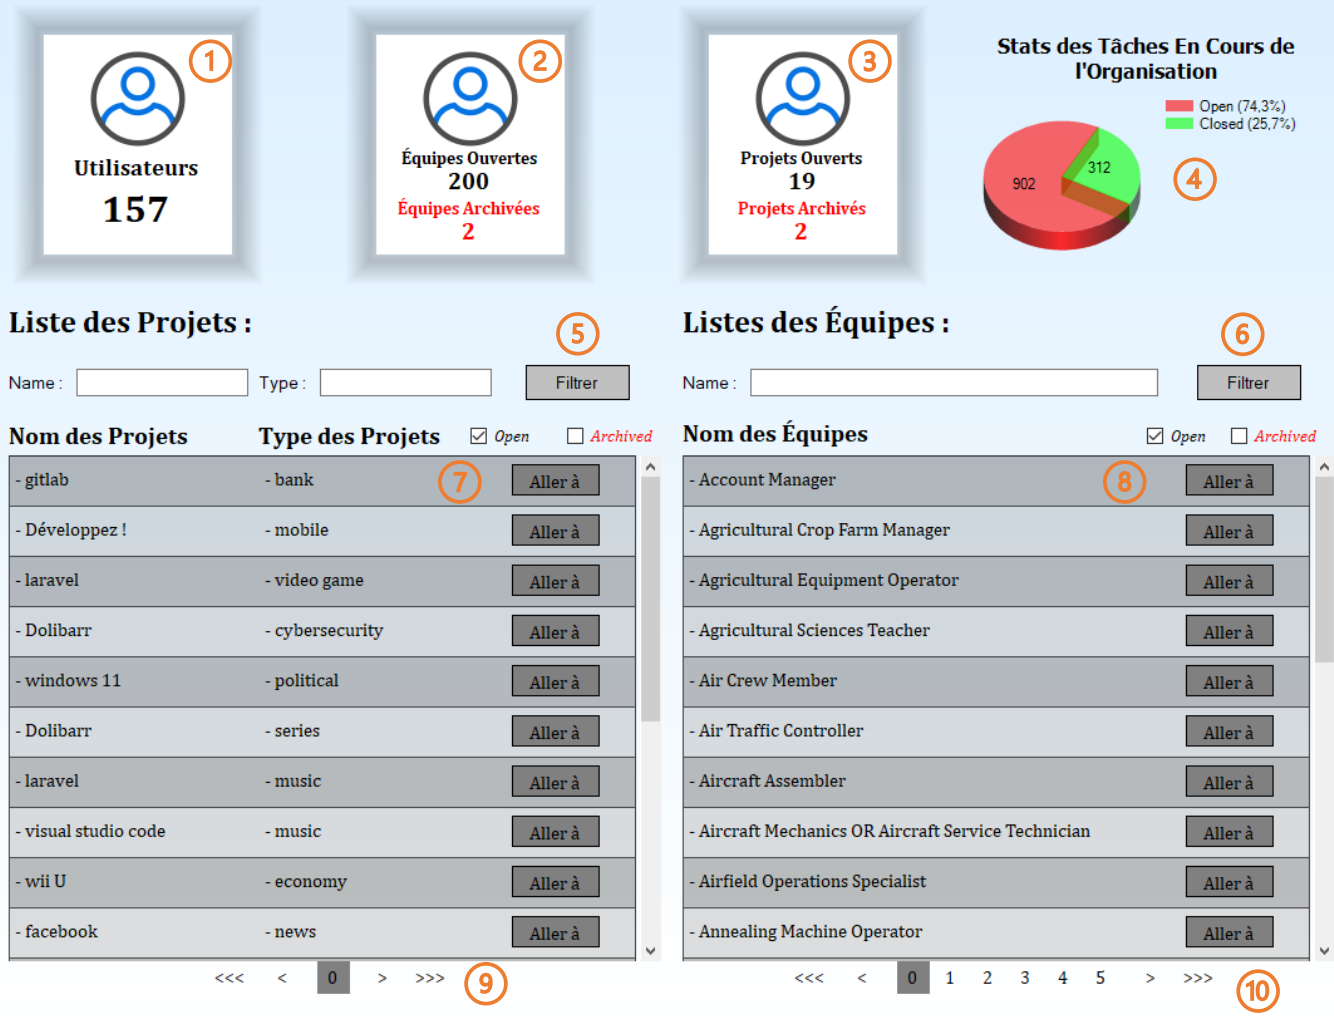 1
Utilisateurs
157
2
Équipes Ouvertes
200
Équipes Archivées
2
3
Projets Ouverts
19
Projets Archivés
2
Stats des Tâches En Cours de
l'Organisation
Open (74,3%)
Closed (25,7%)
902
312
4
Liste des Projets :
5
Name :
Type :
Filtrer
Nom des Projets
Type des Projets
Open
Archived
7
- gitlab - bank Aller à
- Développez ! - mobile Aller à
- laravel - video game Aller à
- Dolibarr - cybersecurity Aller à
- windows 11 - political Aller à
- Dolibarr - series Aller à
- laravel - music Aller à
- visual studio code - music Aller à
- wii U - economy Aller à
- facebook - news Aller à
<<< < 0 > >>>
9
Listes des Équipes :
6
Name :
Filtrer
Nom des Équipes
Open
Archived
8
- Account Manager Aller à
- Agricultural Crop Farm Manager Aller à
- Agricultural Equipment Operator Aller à
- Agricultural Sciences Teacher Aller à
- Air Crew Member Aller à
- Air Traffic Controller Aller à
- Aircraft Assembler Aller à
- Aircraft Mechanics OR Aircraft Service Technician Aller à
- Airfield Operations Specialist Aller à
- Annealing Machine Operator Aller à
<<< < 0 1 2 3 4 5 > >>>
10